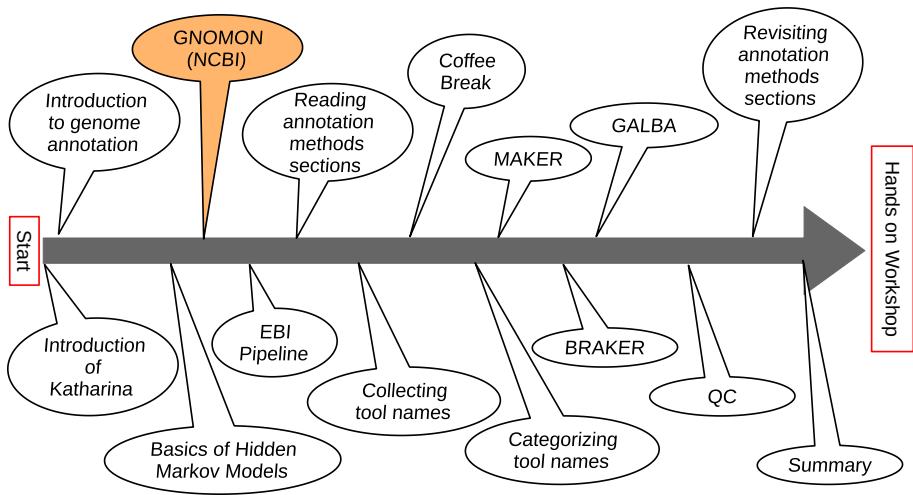 Start
Introduction
of
Katharina
Introduction
to genome
annotation
Basics of Hidden
Markov Models
GNOMON
(NCBI)
EBI
Pipeline
Reading
annotation
methods
sections
Collecting
tool names
Coffee
Break
Categorizing
tool names
MAKER
BRAKER
GALBA
QC
Revisiting
annotation
methods
sections
Summary
Hands on Workshop